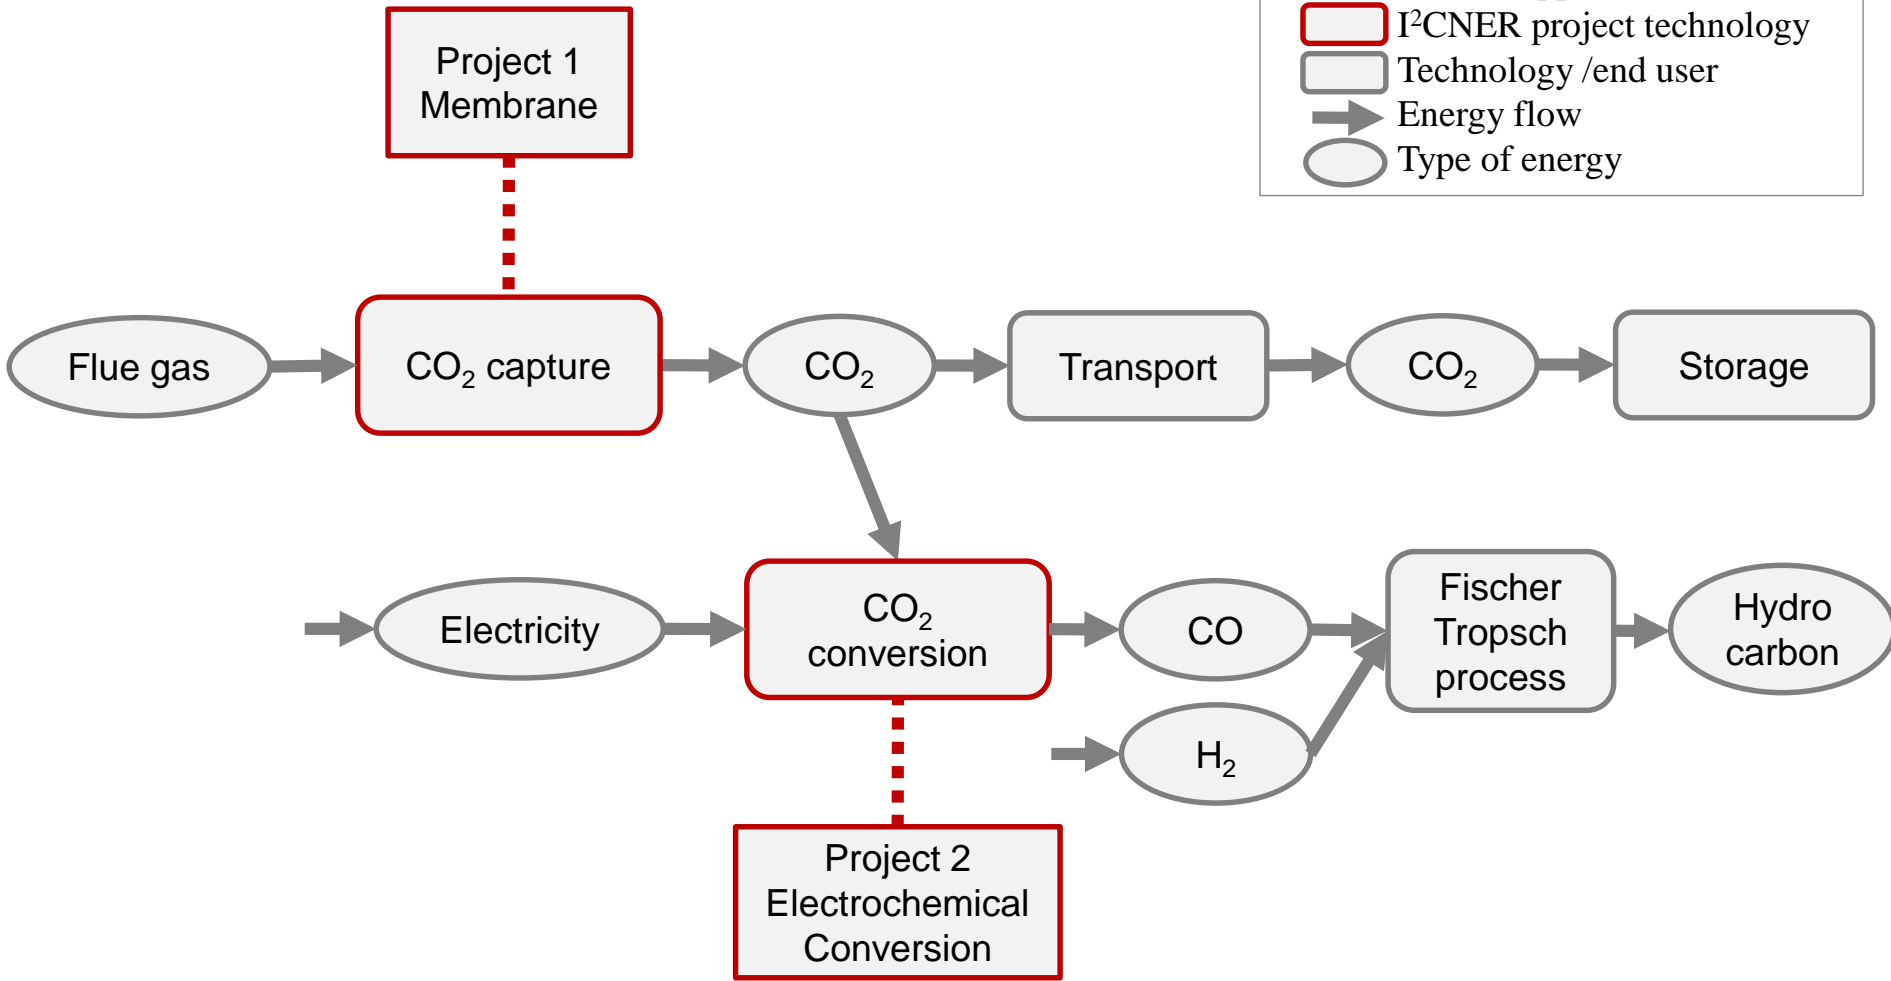 Project 1
Membrane
I²CNER project technology
Technology /end user
Energy flow
Type of energy
Flue gas
CO₂ capture
CO₂
Transport
CO₂
Storage
Electricity
CO₂
conversion
CO
H₂
Fischer
Tropsch
process
Hydro
carbon
Project 2
Electrochemical
Conversion